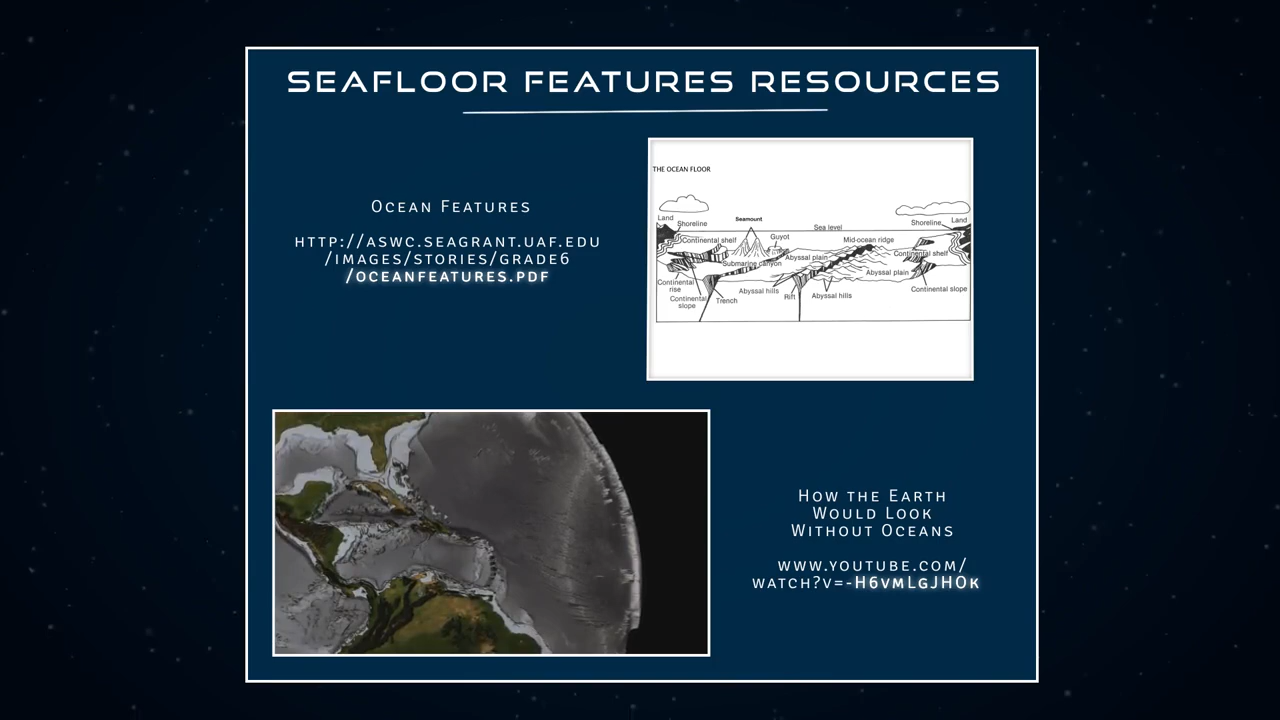 SEAFLOOR FEATURES RESOURCES
Ocean Features
HTTP://ASWC.SEAGRANT.UAF.EDU
/IMAGES/STORIES/GRADE6
/OCEANFEATURES.PDF
THE OCEAN FLOOR
Land
Shoreline
Seamount
Sea level
Shoreline
Land
Continental shelf
Guyot
Mid-ocean ridge
Submarine canyon
Abyssal plain
Continental shelf
Abyssal plain
Continental rise
Continental slope
Trench
Abyssal hills
Rift
Abyssal hills
Continental slope
How the Earth
Would Look
Without Oceans
WWW.YOUTUBE.COM/
WATCH?V=-H6vmLgJHOk